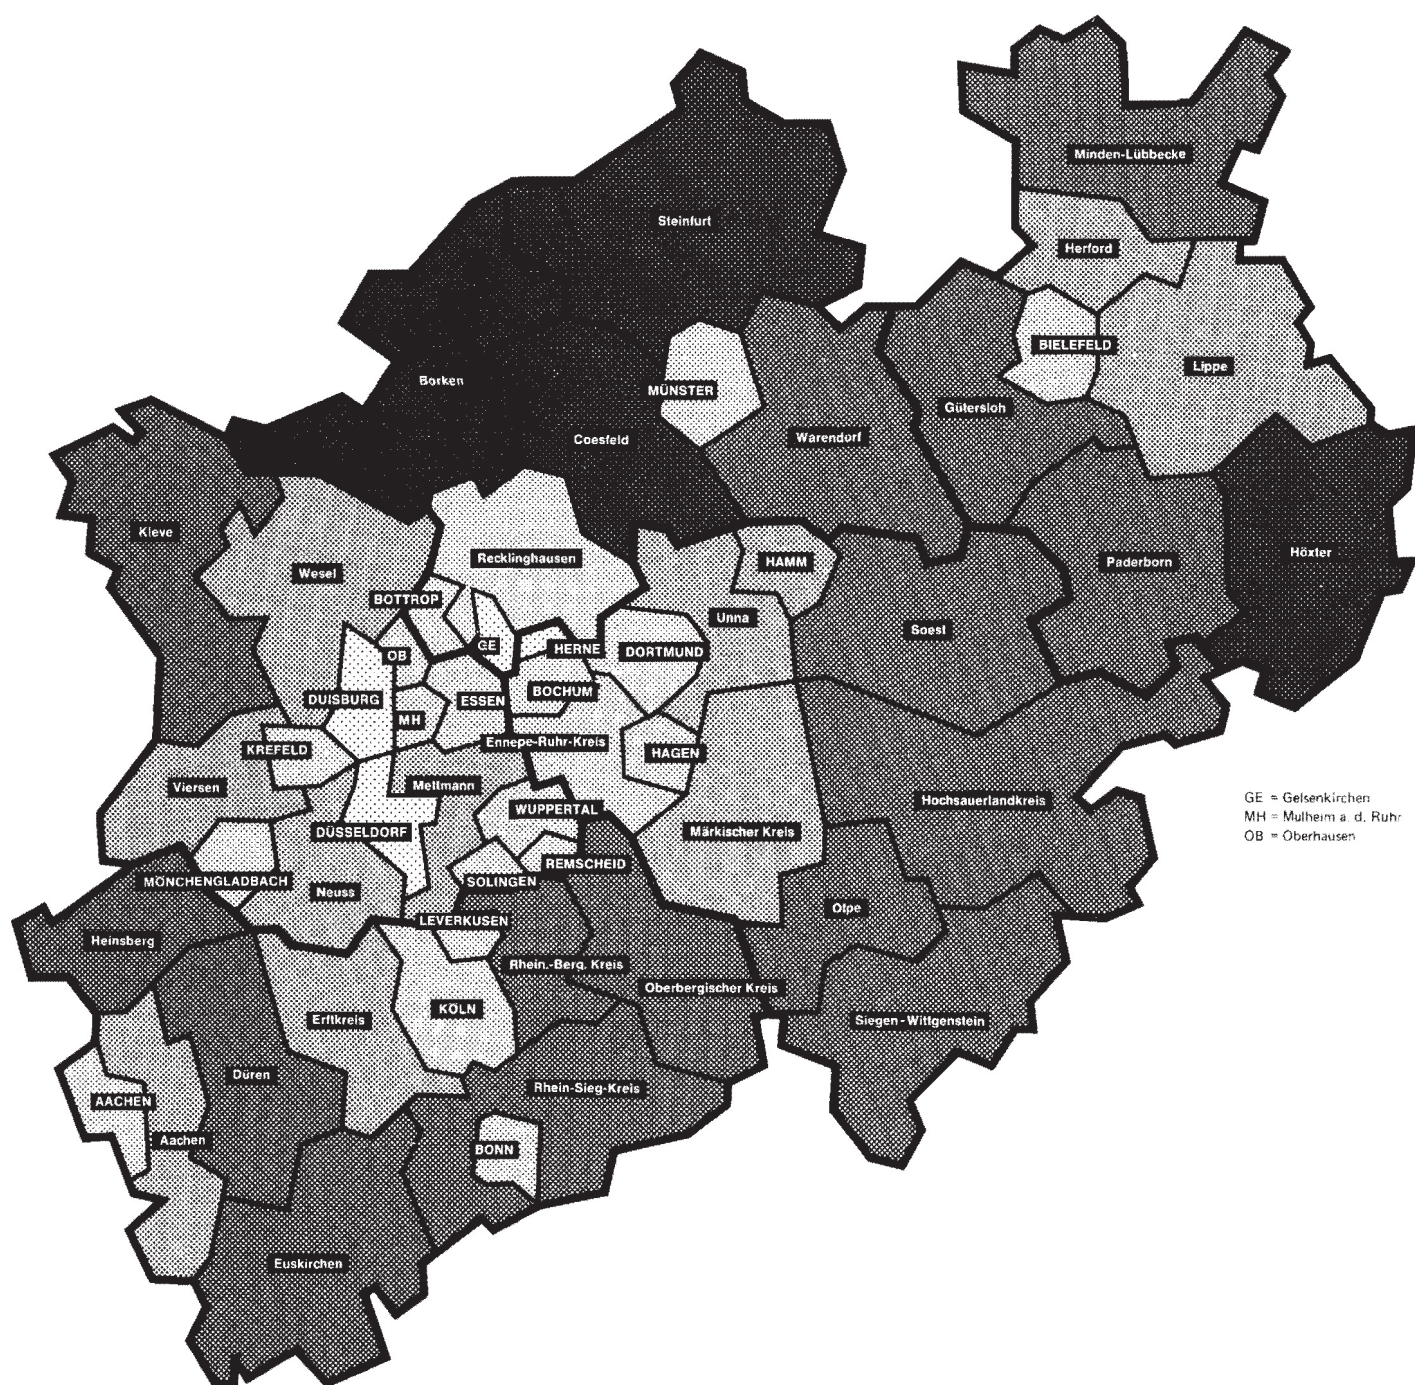 Minden-Lübbecke
Steinfurt
Herford
BIELEFELD
Lippe
Borken
MÜNSTER
Gütersloh
Coesfeld
Warendorf
Kleve
Recklinghausen
HAMM
Paderborn
Höxter
Wesel
BOTTROP
Unna
Soest
GE
HERNE
DORTMUND
OB
DUISBURG
BOCHUM
ESSEN
MH
KREFELD
Ennepe-Ruhr-Kreis
HAGEN
Viersen
Mettmann
Hochsauerlandkreis
GE = Gelsenkirchen
MH = Mulheim a. d. Ruhr
OB = Oberhausen
WUPPERTAL
DÜSSELDORF
Märkischer Kreis
REMSCHEID
MÖNCHENGLADBACH
SOLINGEN
Neuss
Olpe
LEVERKUSEN
Heinsberg
Rhein.-Berg. Kreis
Oberbergischer Kreis
KÖLN
Erftkreis
Siegen-Wittgenstein
Düren
Rhein-Sieg-Kreis
AACHEN
Aachen
BONN
Euskirchen